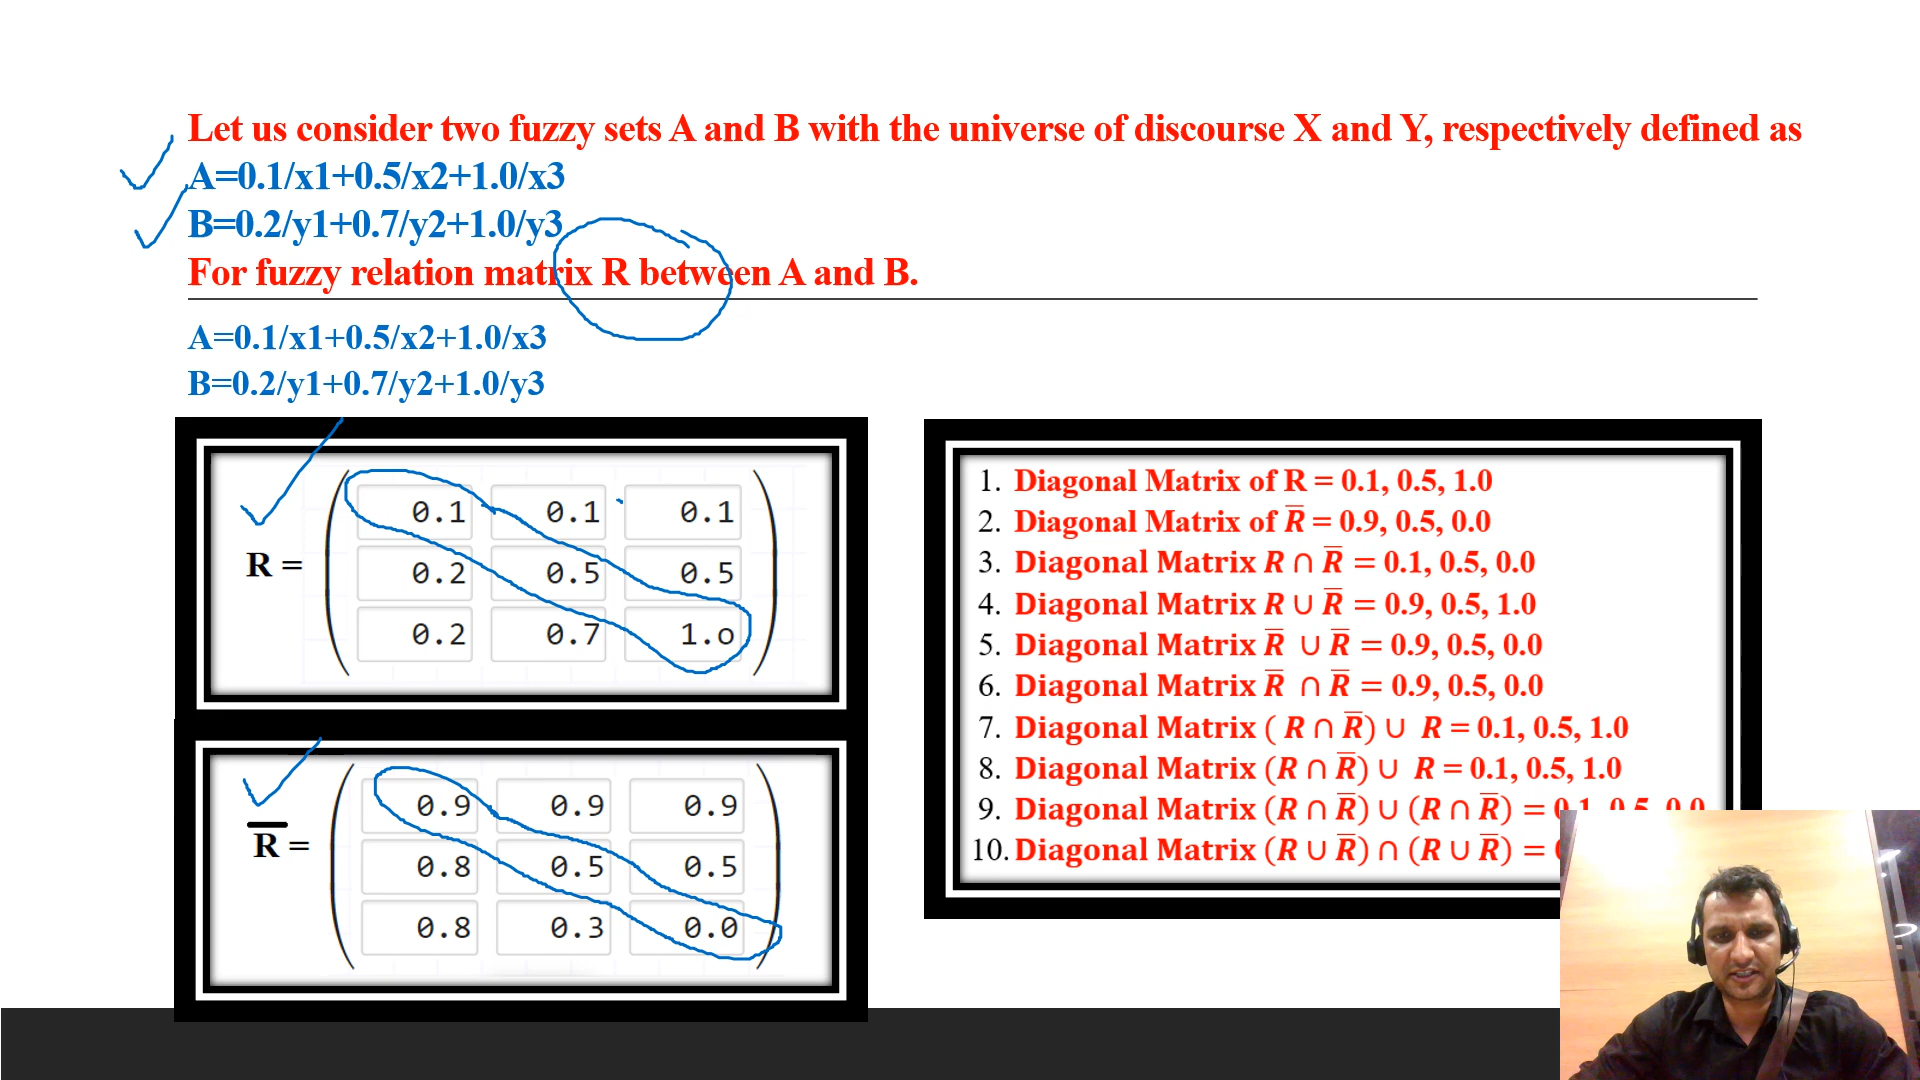 Let us consider two fuzzy sets A and B with the universe of discourse X and Y, respectively defined as
A=0.1/x1+0.5/x2+1.0/x3
B=0.2/y1+0.7/y2+1.0/y3
For fuzzy relation matrix R between A and B.
A=0.1/x1+0.5/x2+1.0/x3
B=0.2/y1+0.7/y2+1.0/y3
R =
0.1 0.1 0.1
0.2 0.5 0.5
0.2 0.7 1.o
R̅ =
0.9 0.9 0.9
0.8 0.5 0.5
0.8 0.3 0.0
1. Diagonal Matrix of R = 0.1, 0.5, 1.0
2. Diagonal Matrix of R̅ = 0.9, 0.5, 0.0
3. Diagonal Matrix R ∩ R̅ = 0.1, 0.5, 0.0
4. Diagonal Matrix R ∪ R̅ = 0.9, 0.5, 1.0
5. Diagonal Matrix R̅ ∪ R̅ = 0.9, 0.5, 0.0
6. Diagonal Matrix R̅ ∩ R̅ = 0.9, 0.5, 0.0
7. Diagonal Matrix ( R ∩ R̅) ∪ R = 0.1, 0.5, 1.0
8. Diagonal Matrix (R ∩ R̅) ∪ R = 0.1, 0.5, 1.0
9. Diagonal Matrix (R ∩ R̅) ∪ (R ∩ R̅) = 0.1, 0.5, 0.0
10. Diagonal Matrix (R ∪ R̅) ∩ (R ∪ R̅) =